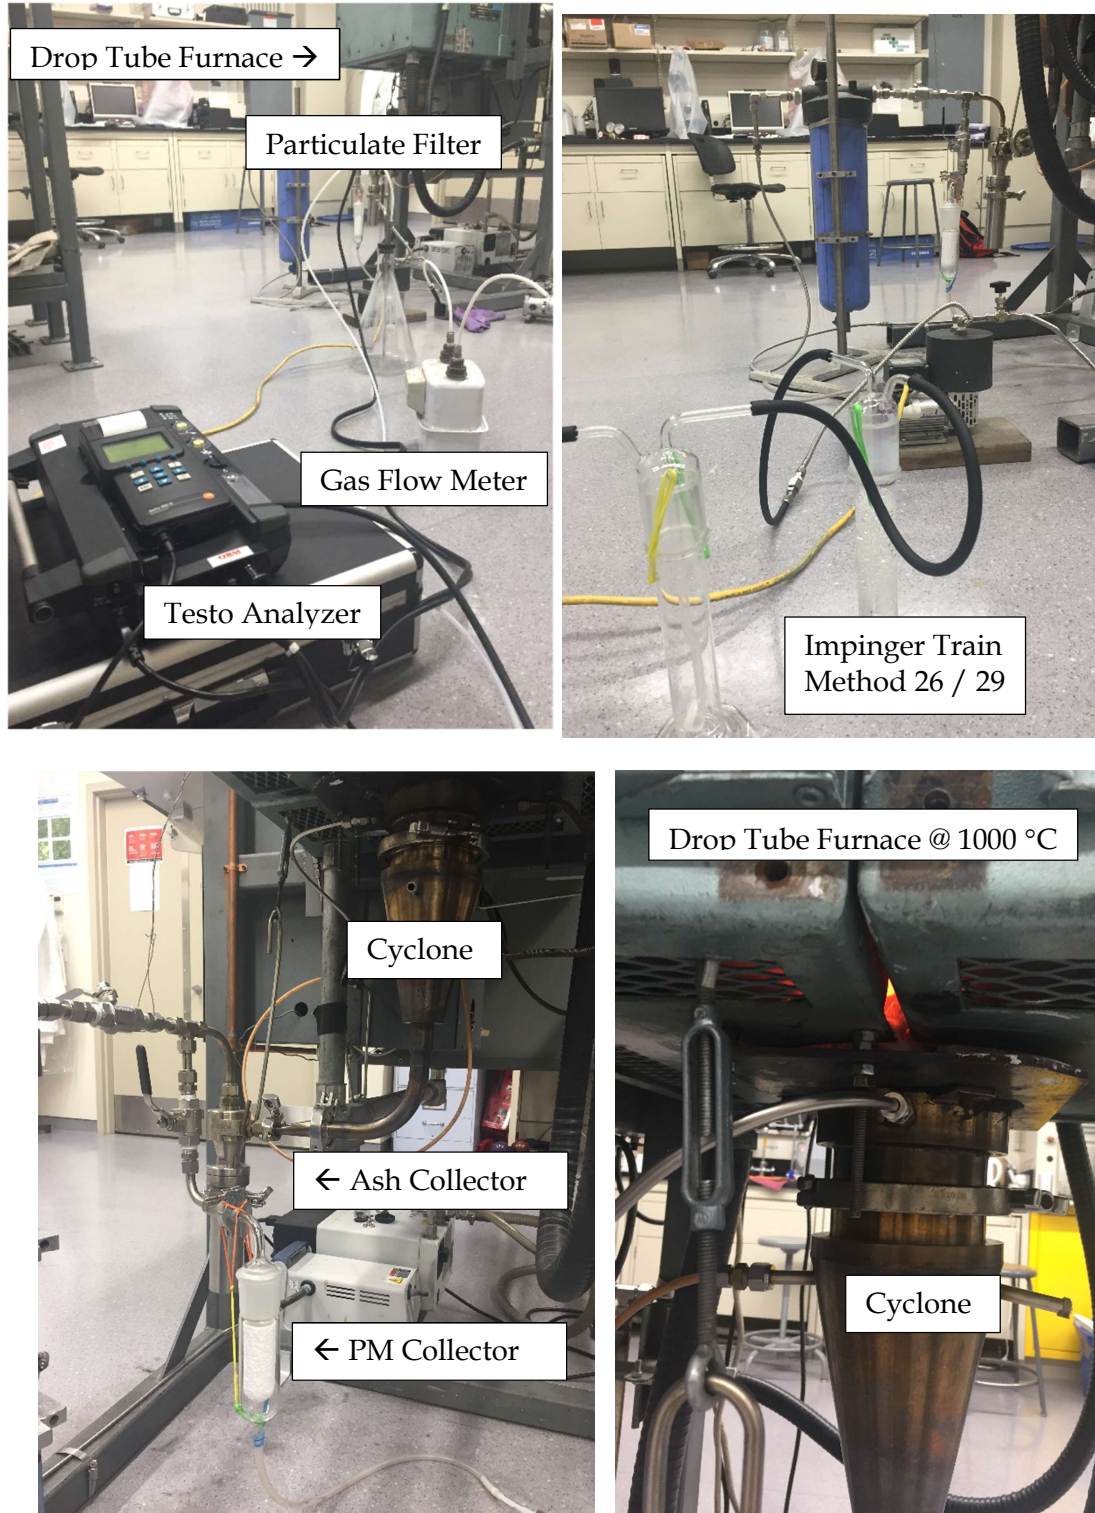 Drop Tube Furnace →
Particulate Filter
Gas Flow Meter
Testo Analyzer
Impinger Train
Method 26 / 29
Cyclone
← Ash Collector
← PM Collector
Drop Tube Furnace @ 1000 °C
Cyclone